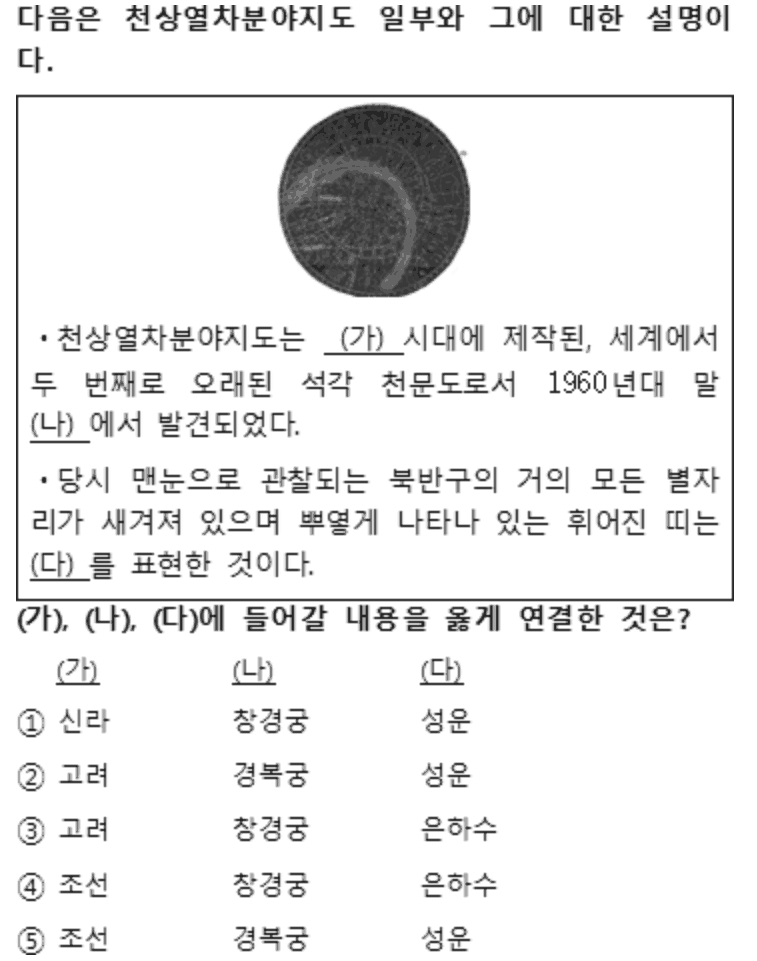 다음은 천상열차분야지도 일부와 그에 대한 설명이
다.
•천상열차분야지도는 (가) 시대에 제작된, 세계에서
두 번째로 오래된 석각 천문도로서 1960년대 말
(나) 에서 발견되었다.
•당시 맨눈으로 관찰되는 북반구의 거의 모든 별자
리가 새겨져 있으며 뿌옇게 나타나 있는 휘어진 띠는
(다) 를 표현한 것이다.
(가), (나), (다)에 들어갈 내용을 옳게 연결한 것은?
(가) (나) (다)
① 신라 창경궁 성운
② 고려 경복궁 성운
③ 고려 창경궁 은하수
④ 조선 창경궁 은하수
⑤ 조선 경복궁 성운